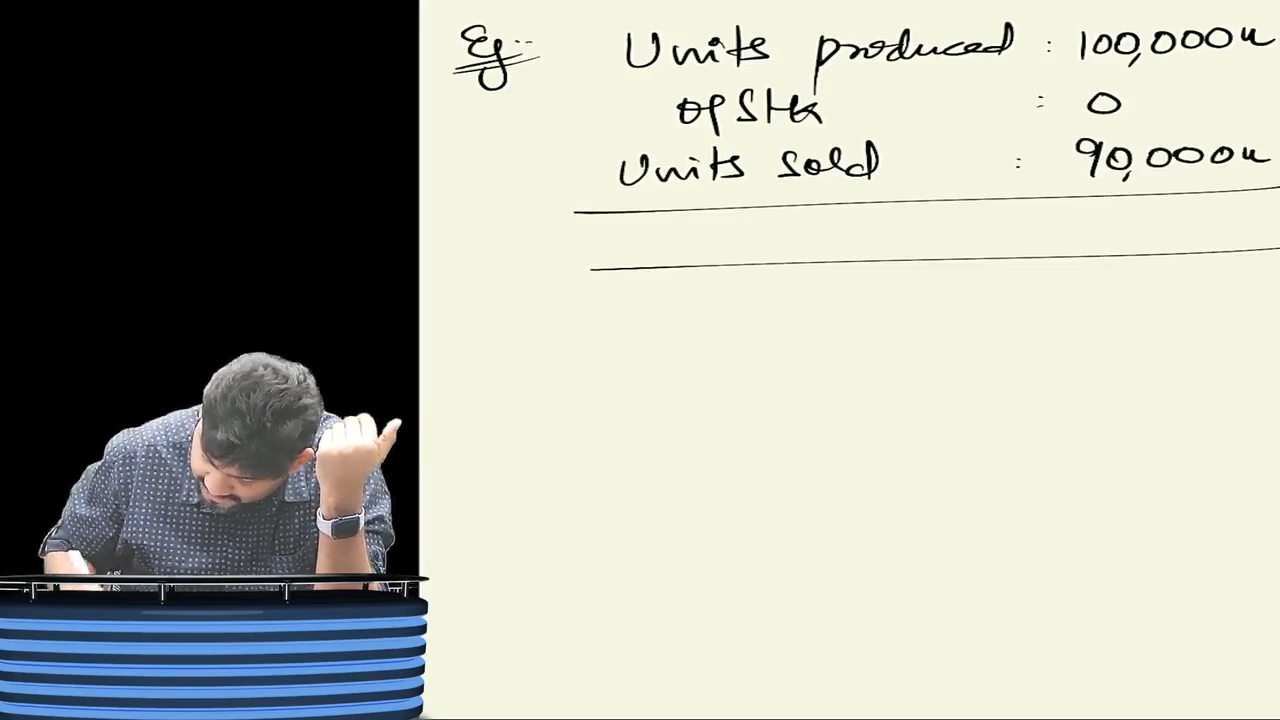 Eg:-
Units produced : 100,000u
Op Stk : 0
Units sold : 90,000u